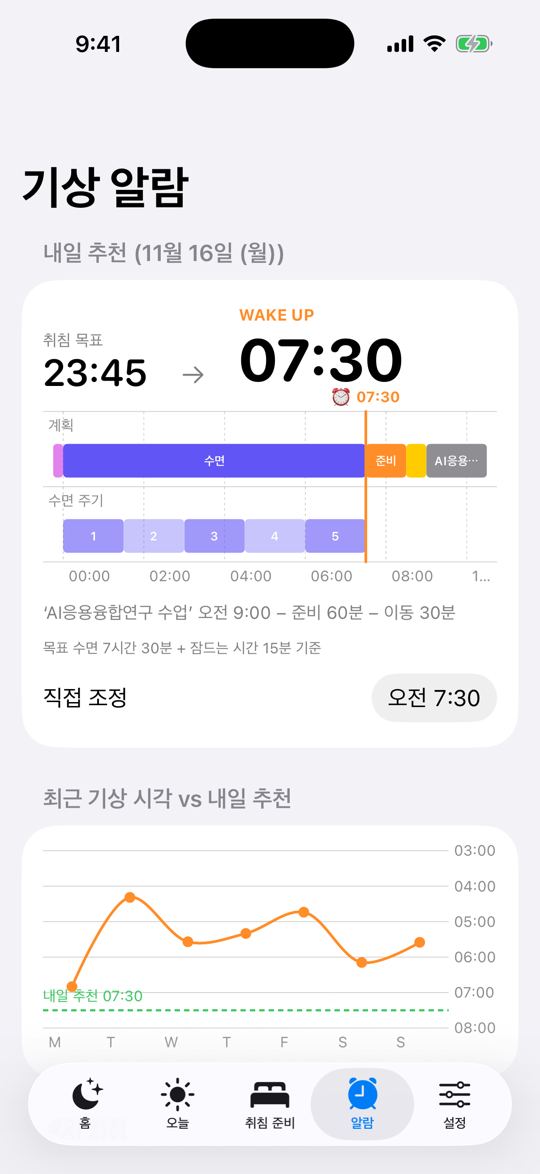 9:41
기상 알람
내일 추천 (11월 16일 (월))
WAKE UP
취침 목표
23:45 → 07:30
⏰ 07:30
계획
수면 준비 AI응용…
수면 주기
1 2 3 4 5
00:00 02:00 04:00 06:00 08:00 1...
‘AI응용융합연구 수업’ 오전 9:00 – 준비 60분 – 이동 30분
목표 수면 7시간 30분 + 잠드는 시간 15분 기준
직접 조정 오전 7:30
최근 기상 시각 vs 내일 추천
03:00
04:00
05:00
06:00
07:00
내일 추천 07:30
08:00
M T W T F S S
홈 오늘 취침 준비 알람 설정